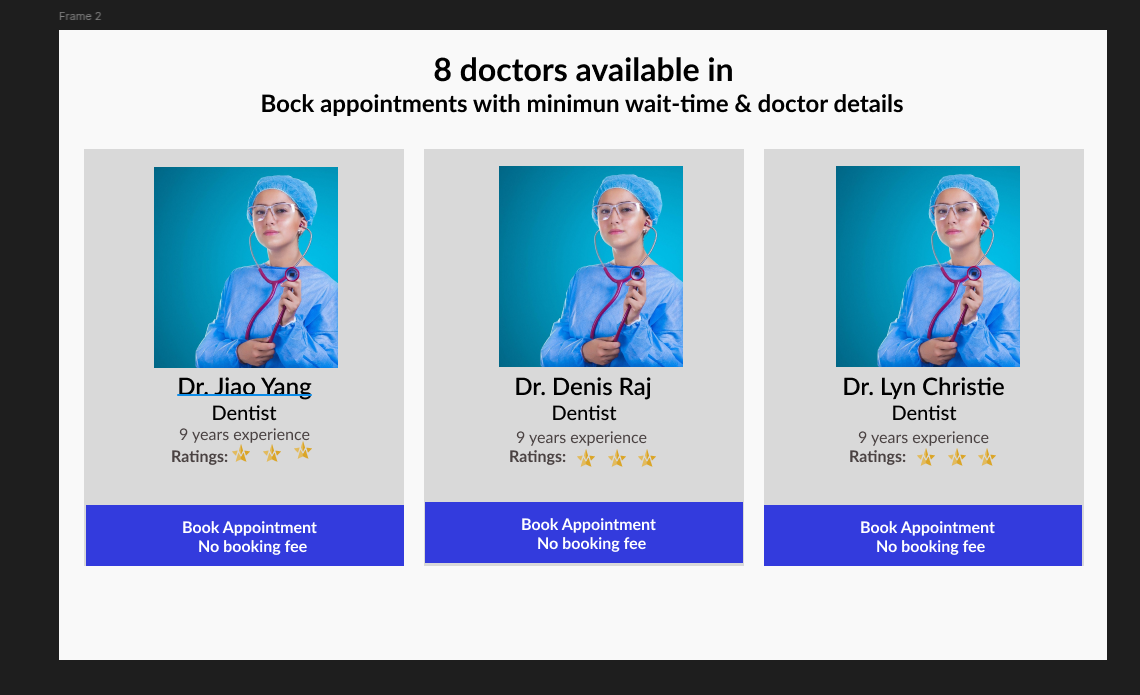 Frame 2
8 doctors available in
Bock appointments with minimun wait-time & doctor details
Dr. Jiao Yang
Dentist
9 years experience
Ratings:
Book Appointment
No booking fee
Dr. Denis Raj
Dentist
9 years experience
Ratings:
Book Appointment
No booking fee
Dr. Lyn Christie
Dentist
9 years experience
Ratings:
Book Appointment
No booking fee